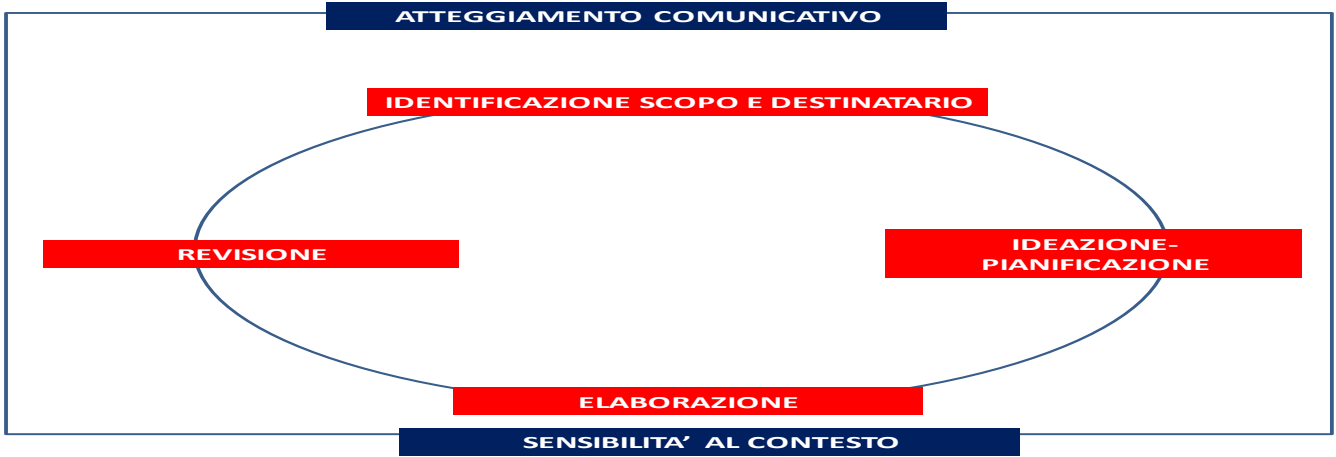 ATTEGGIAMENTO COMUNICATIVO
IDENTIFICAZIONE SCOPO E DESTINATARIO
REVISIONE
IDEAZIONE-
PIANIFICAZIONE
ELABORAZIONE
SENSIBILITA’ AL CONTESTO